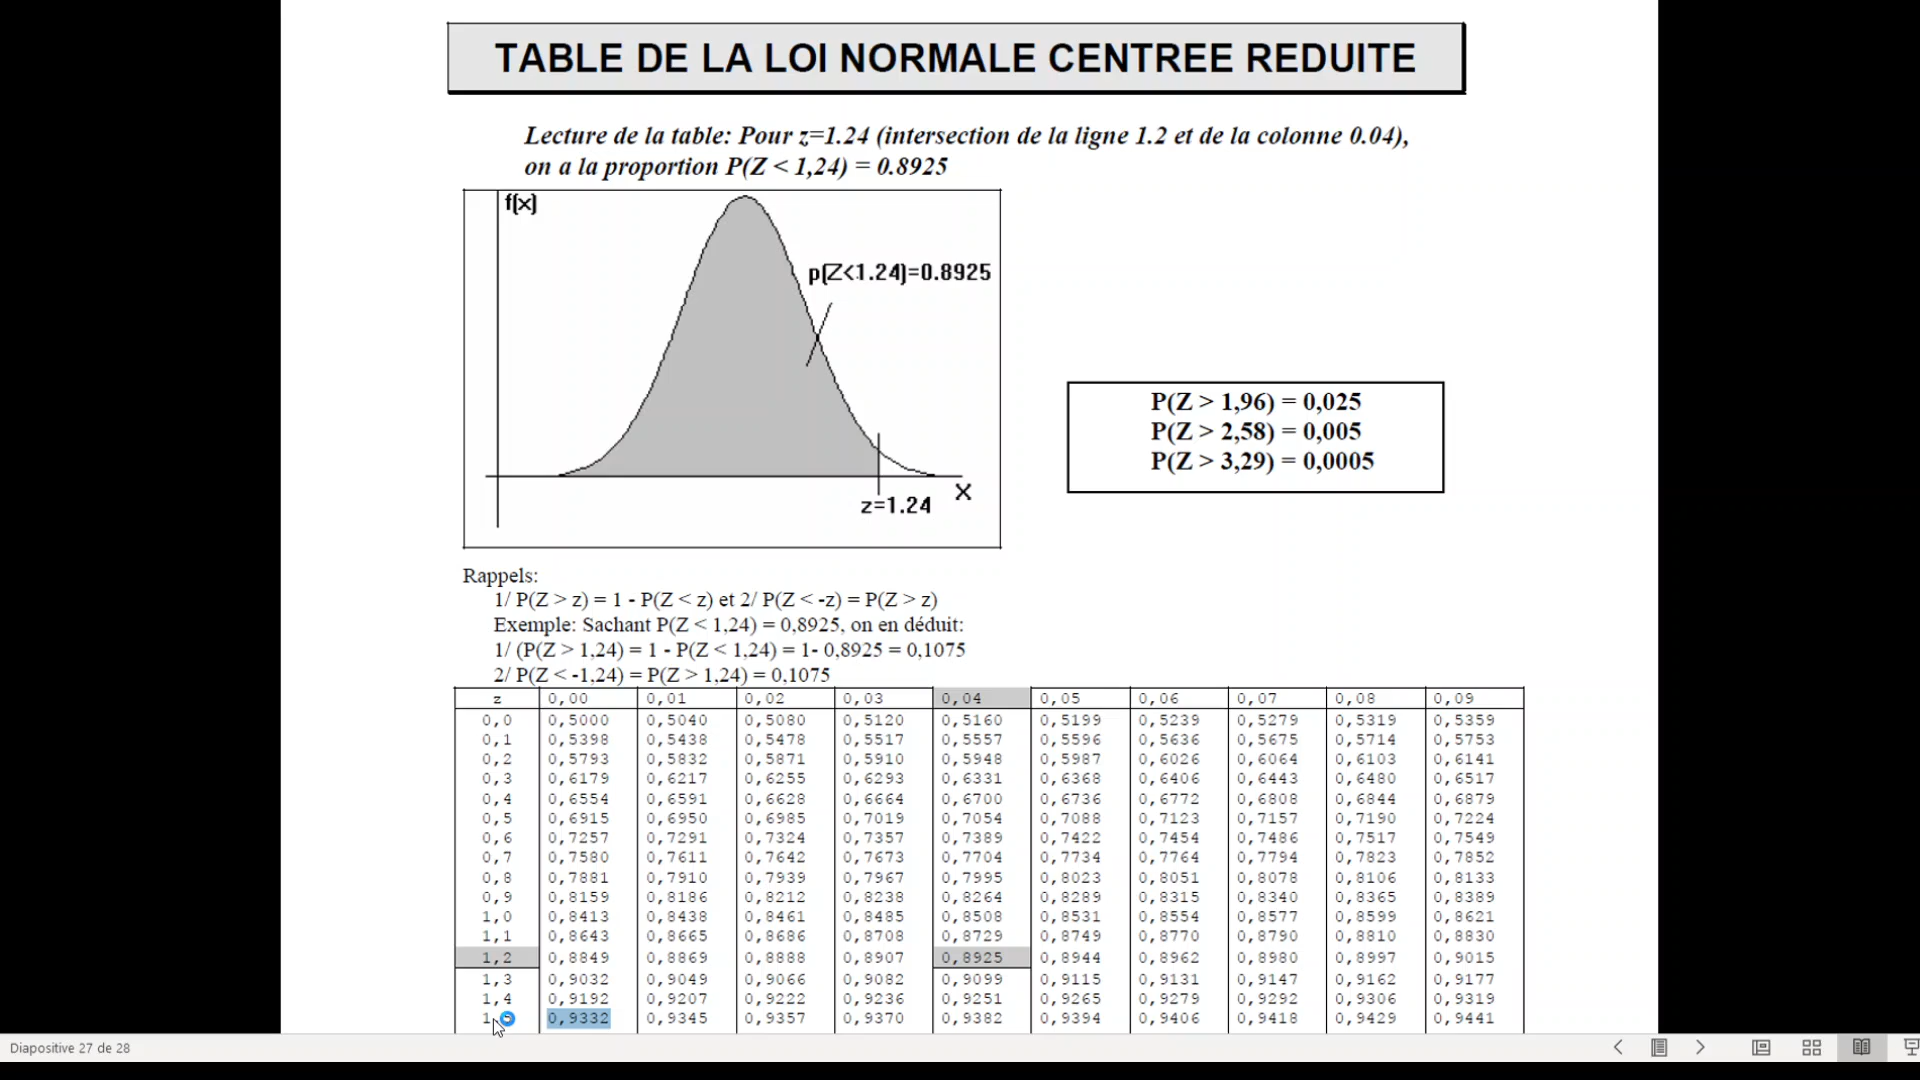 TABLE DE LA LOI NORMALE CENTREE REDUITE
Lecture de la table: Pour z=1.24 (intersection de la ligne 1.2 et de la colonne 0.04),
on a la proportion P(Z < 1,24) = 0.8925
f(x)
p(Z<1.24)=0.8925
z=1.24
X
P(Z > 1,96) = 0,025
P(Z > 2,58) = 0,005
P(Z > 3,29) = 0,0005
Rappels:
1/ P(Z > z) = 1 - P(Z < z) et 2/ P(Z < -z) = P(Z > z)
Exemple: Sachant P(Z < 1,24) = 0,8925, on en déduit:
1/ (P(Z > 1,24) = 1 - P(Z < 1,24) = 1- 0,8925 = 0,1075
2/ P(Z < -1,24) = P(Z > 1,24) = 0,1075
z 0,00 0,01 0,02 0,03 0,04 0,05 0,06 0,07 0,08 0,09
0,0 0,5000 0,5040 0,5080 0,5120 0,5160 0,5199 0,5239 0,5279 0,5319 0,5359
0,1 0,5398 0,5438 0,5478 0,5517 0,5557 0,5596 0,5636 0,5675 0,5714 0,5753
0,2 0,5793 0,5832 0,5871 0,5910 0,5948 0,5987 0,6026 0,6064 0,6103 0,6141
0,3 0,6179 0,6217 0,6255 0,6293 0,6331 0,6368 0,6406 0,6443 0,6480 0,6517
0,4 0,6554 0,6591 0,6628 0,6664 0,6700 0,6736 0,6772 0,6808 0,6844 0,6879
0,5 0,6915 0,6950 0,6985 0,7019 0,7054 0,7088 0,7123 0,7157 0,7190 0,7224
0,6 0,7257 0,7291 0,7324 0,7357 0,7389 0,7422 0,7454 0,7486 0,7517 0,7549
0,7 0,7580 0,7611 0,7642 0,7673 0,7704 0,7734 0,7764 0,7794 0,7823 0,7852
0,8 0,7881 0,7910 0,7939 0,7967 0,7995 0,8023 0,8051 0,8078 0,8106 0,8133
0,9 0,8159 0,8186 0,8212 0,8238 0,8264 0,8289 0,8315 0,8340 0,8365 0,8389
1,0 0,8413 0,8438 0,8461 0,8485 0,8508 0,8531 0,8554 0,8577 0,8599 0,8621
1,1 0,8643 0,8665 0,8686 0,8708 0,8729 0,8749 0,8770 0,8790 0,8810 0,8830
1,2 0,8849 0,8869 0,8888 0,8907 0,8925 0,8944 0,8962 0,8980 0,8997 0,9015
1,3 0,9032 0,9049 0,9066 0,9082 0,9099 0,9115 0,9131 0,9147 0,9162 0,9177
1,4 0,9192 0,9207 0,9222 0,9236 0,9251 0,9265 0,9279 0,9292 0,9306 0,9319
0,9332 0,9345 0,9357 0,9370 0,9382 0,9394 0,9406 0,9418 0,9429 0,9441
Diapositive 27 de 28